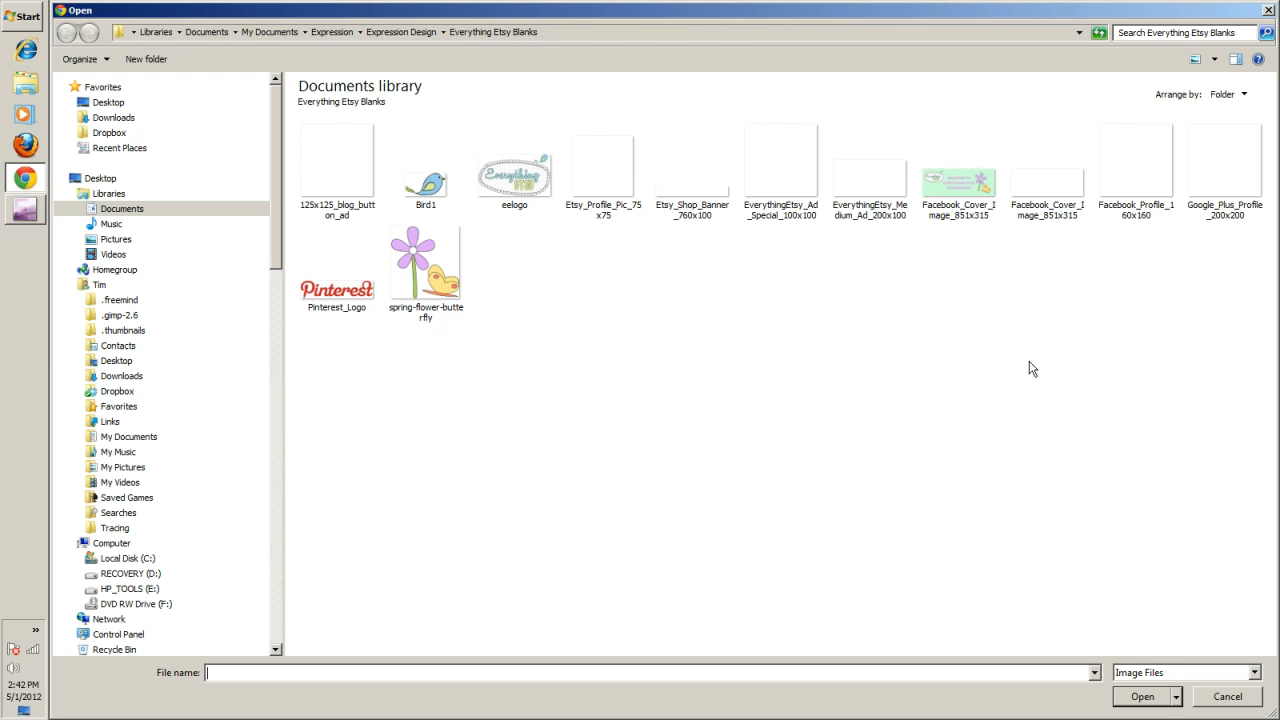 Start
Open
Libraries
Documents
My Documents
Expression
Expression Design
Everything Etsy Blanks
Search Everything Etsy Blanks
Organize
New folder
Favorites
Desktop
Downloads
Dropbox
Recent Places
Desktop
Libraries
Documents
Music
Pictures
Videos
Homegroup
Tim
.freemind
.gimp-2.6
.thumbnails
Contacts
Desktop
Downloads
Dropbox
Favorites
Links
My Documents
My Music
My Pictures
My Videos
Saved Games
Searches
Tracing
Computer
Local Disk (C:)
RECOVERY (D:)
HP_TOOLS (E:)
DVD RW Drive (F:)
Network
Control Panel
Recycle Bin
Documents library
Everything Etsy Blanks
Arrange by: Folder
125x125_blog_butt
on_ad
Bird1
Everything
ETSY
eelogo
Etsy_Profile_Pic_75
x75
Etsy_Shop_Banner
_760x100
EverythingEtsy_Ad
_Special_100x100
EverythingEtsy_Me
dium_Ad_200x100
Facebook_Cover_I
mage_851x315
Facebook_Cover_I
mage_851x315
Facebook_Profile_1
60x160
Google_Plus_Profile
_200x200
Pinterest
Pinterest_Logo
spring-flower-butte
rfly
File name:
Image Files
Open
Cancel
2:42 PM
5/1/2012